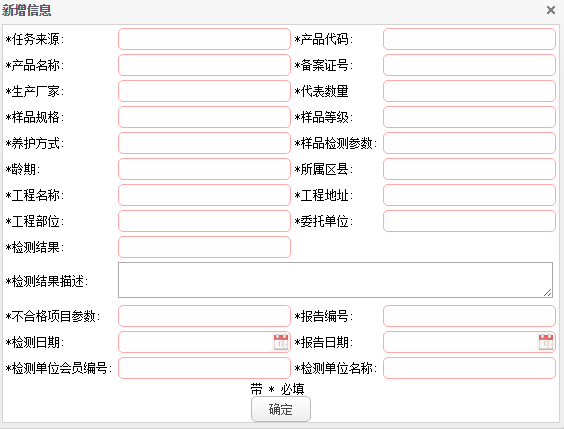 新增信息
*任务来源: *产品代码:
*产品名称: *备案证号:
*生产厂家: *代表数量
*样品规格: *样品等级:
*养护方式: *样品检测参数:
*龄期: *所属区县:
*工程名称: *工程地址:
*工程部位: *委托单位:
*检测结果:
*检测结果描述:
*不合格项目参数: *报告编号:
*检测日期: *报告日期:
*检测单位会员编号: *检测单位名称:
带 * 必填
确定